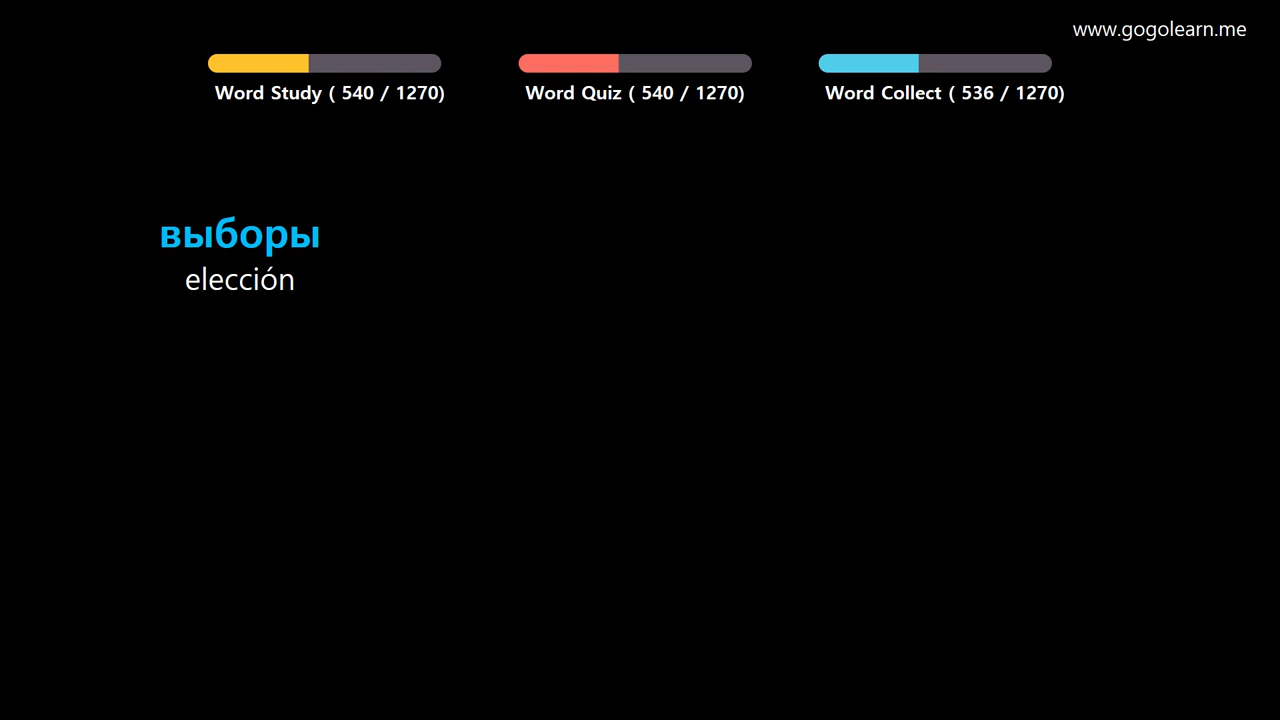 www.gogolearn.me
Word Study ( 540 / 1270)
Word Quiz ( 540 / 1270)
Word Collect ( 536 / 1270)
выборы
elección